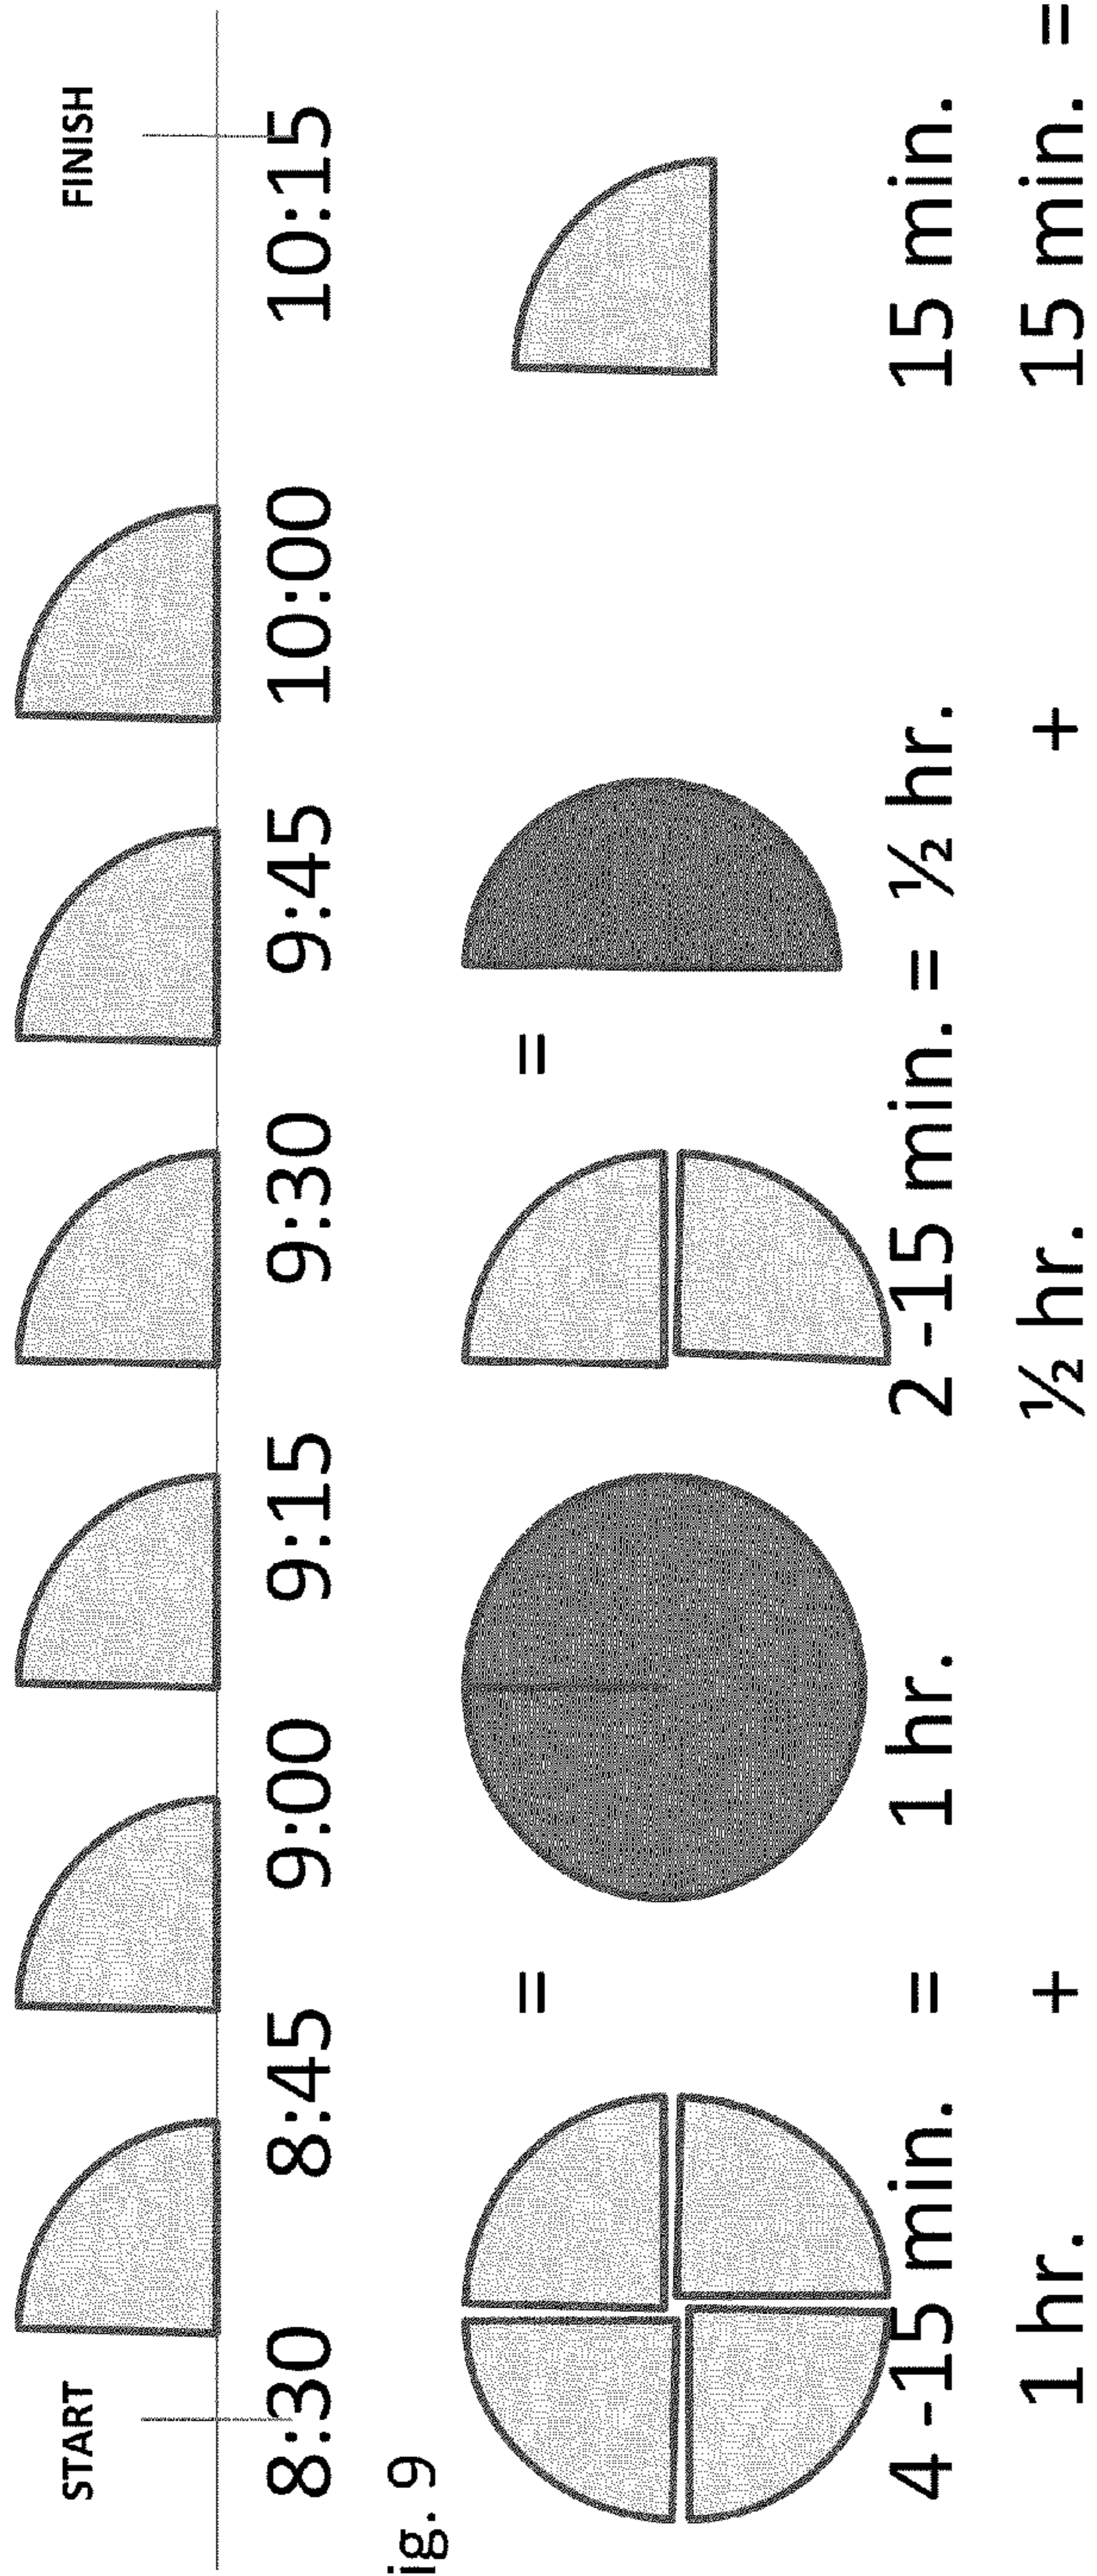 START FINISH
8:30 8:45 9:00 9:15 9:30 9:45 10:00 10:15
ig. 9
= =
4 -15 min. = 1 hr. 2 -15 min. = ½ hr. 15 min.
1 hr. + ½ hr. + 15 min. =